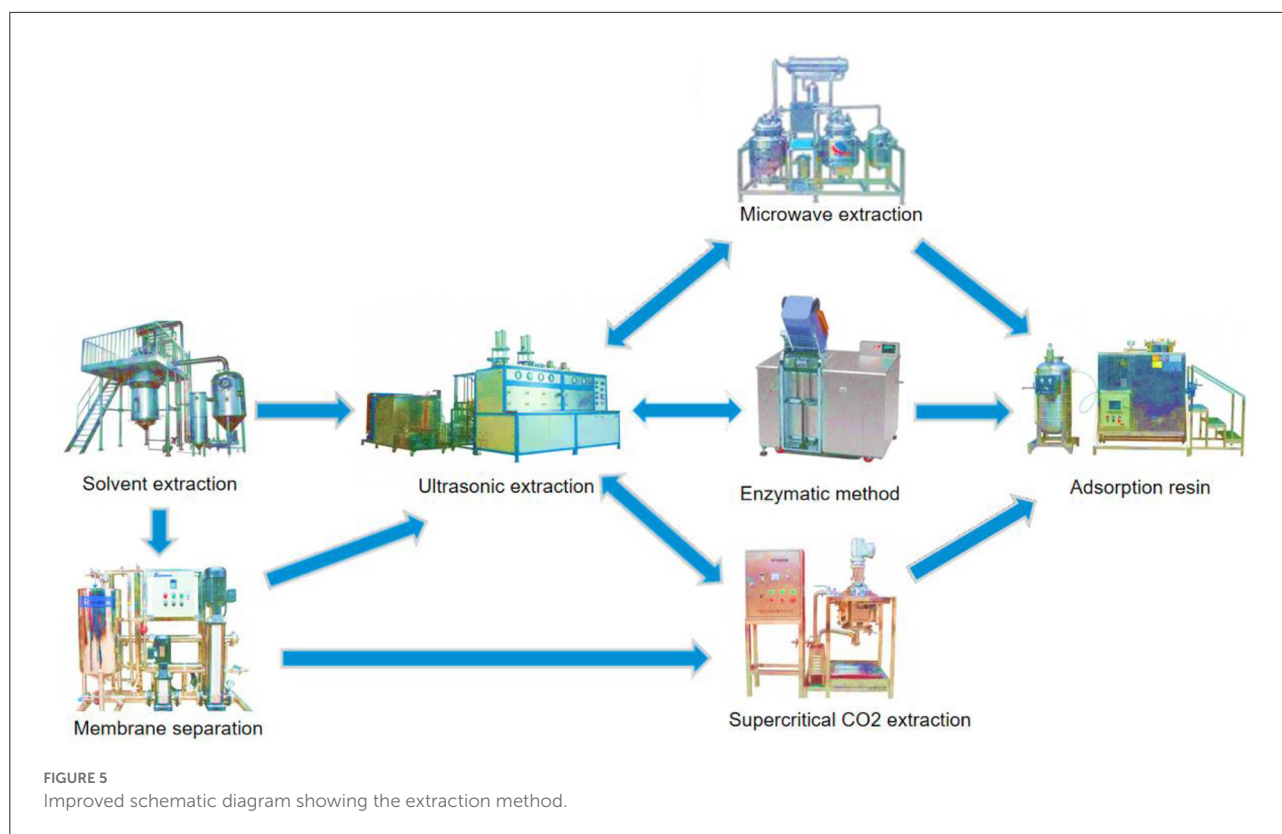 Microwave extraction
Solvent extraction
Ultrasonic extraction
Enzymatic method
Adsorption resin
Membrane separation
Supercritical CO2 extraction
FIGURE 5
Improved schematic diagram showing the extraction method.